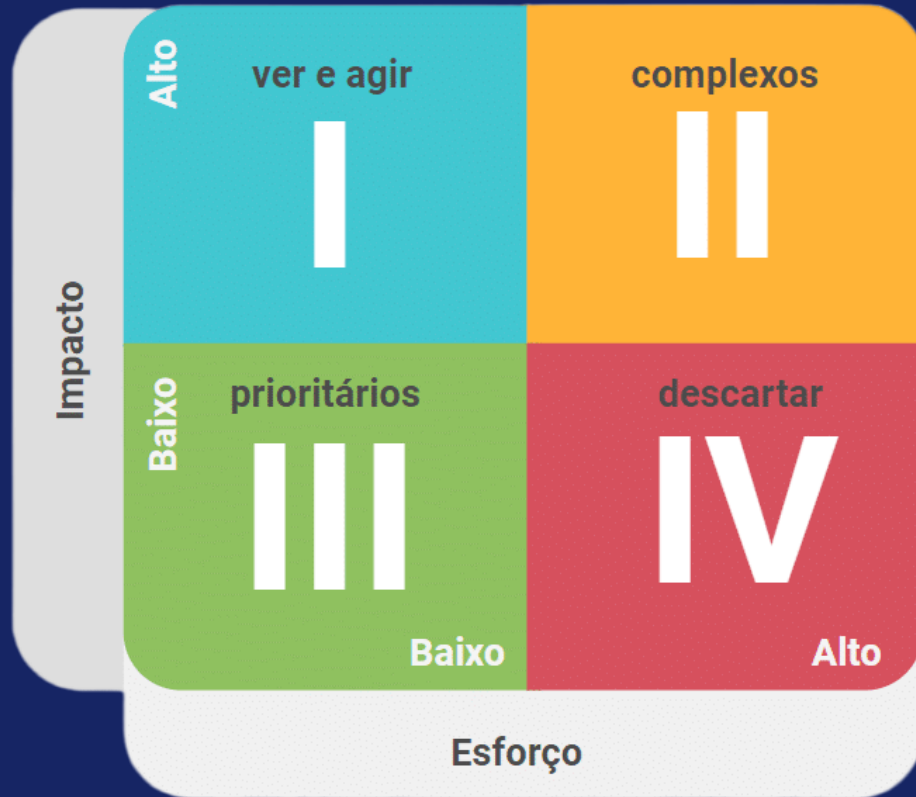 Impacto
Alto
ver e agir
I
complexos
II
Baixo
prioritários
III
descartar
IV
Baixo
Alto
Esforço